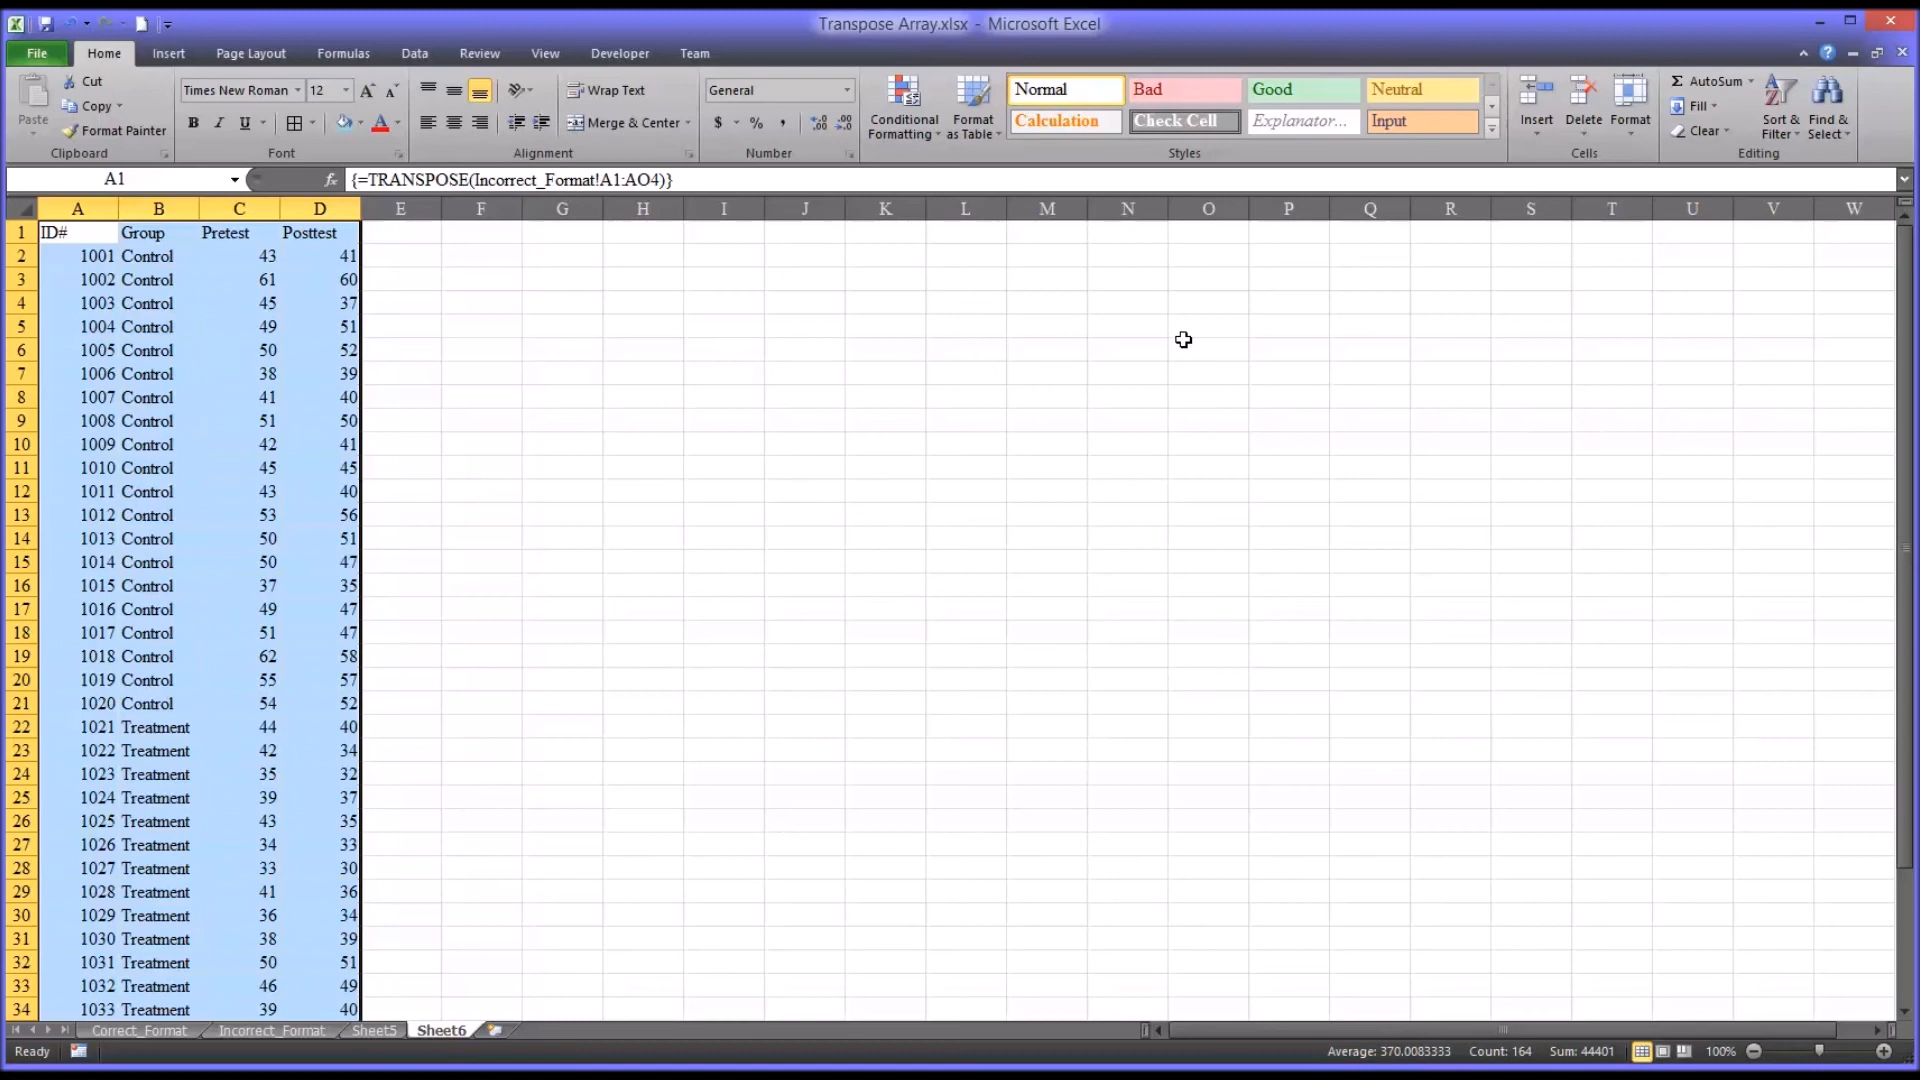 Transpose Array.xlsx - Microsoft Excel
File Home Insert Page Layout Formulas Data Review View Developer Team
Paste
Cut
Copy
Format Painter
Clipboard
Times New Roman 12
B I U
Font
Wrap Text
Merge & Center
Alignment
General
$ % ,
Number
Conditional Formatting
Format as Table
Normal Bad Good Neutral
Calculation Check Cell Explanator... Input
Styles
Insert Delete Format
Cells
AutoSum
Fill
Clear
Sort & Filter
Find & Select
Editing
A1 fx {=TRANSPOSE(Incorrect_Format!A1:AO4)}
A B C D E F G H I J K L M N O P Q R S T U V W
1 ID# Group Pretest Posttest
2 1001 Control 43 41
3 1002 Control 61 60
4 1003 Control 45 37
5 1004 Control 49 51
6 1005 Control 50 52
7 1006 Control 38 39
8 1007 Control 41 40
9 1008 Control 51 50
10 1009 Control 42 41
11 1010 Control 45 45
12 1011 Control 43 40
13 1012 Control 53 56
14 1013 Control 50 51
15 1014 Control 50 47
16 1015 Control 37 35
17 1016 Control 49 47
18 1017 Control 51 47
19 1018 Control 62 58
20 1019 Control 55 57
21 1020 Control 54 52
22 1021 Treatment 44 40
23 1022 Treatment 42 34
24 1023 Treatment 35 32
25 1024 Treatment 39 37
26 1025 Treatment 43 35
27 1026 Treatment 34 33
28 1027 Treatment 33 30
29 1028 Treatment 41 36
30 1029 Treatment 36 34
31 1030 Treatment 38 39
32 1031 Treatment 50 51
33 1032 Treatment 46 49
34 1033 Treatment 39 40
Correct_Format Incorrect_Format Sheet5 Sheet6
Ready Average: 370.0083333 Count: 164 Sum: 44401 100%